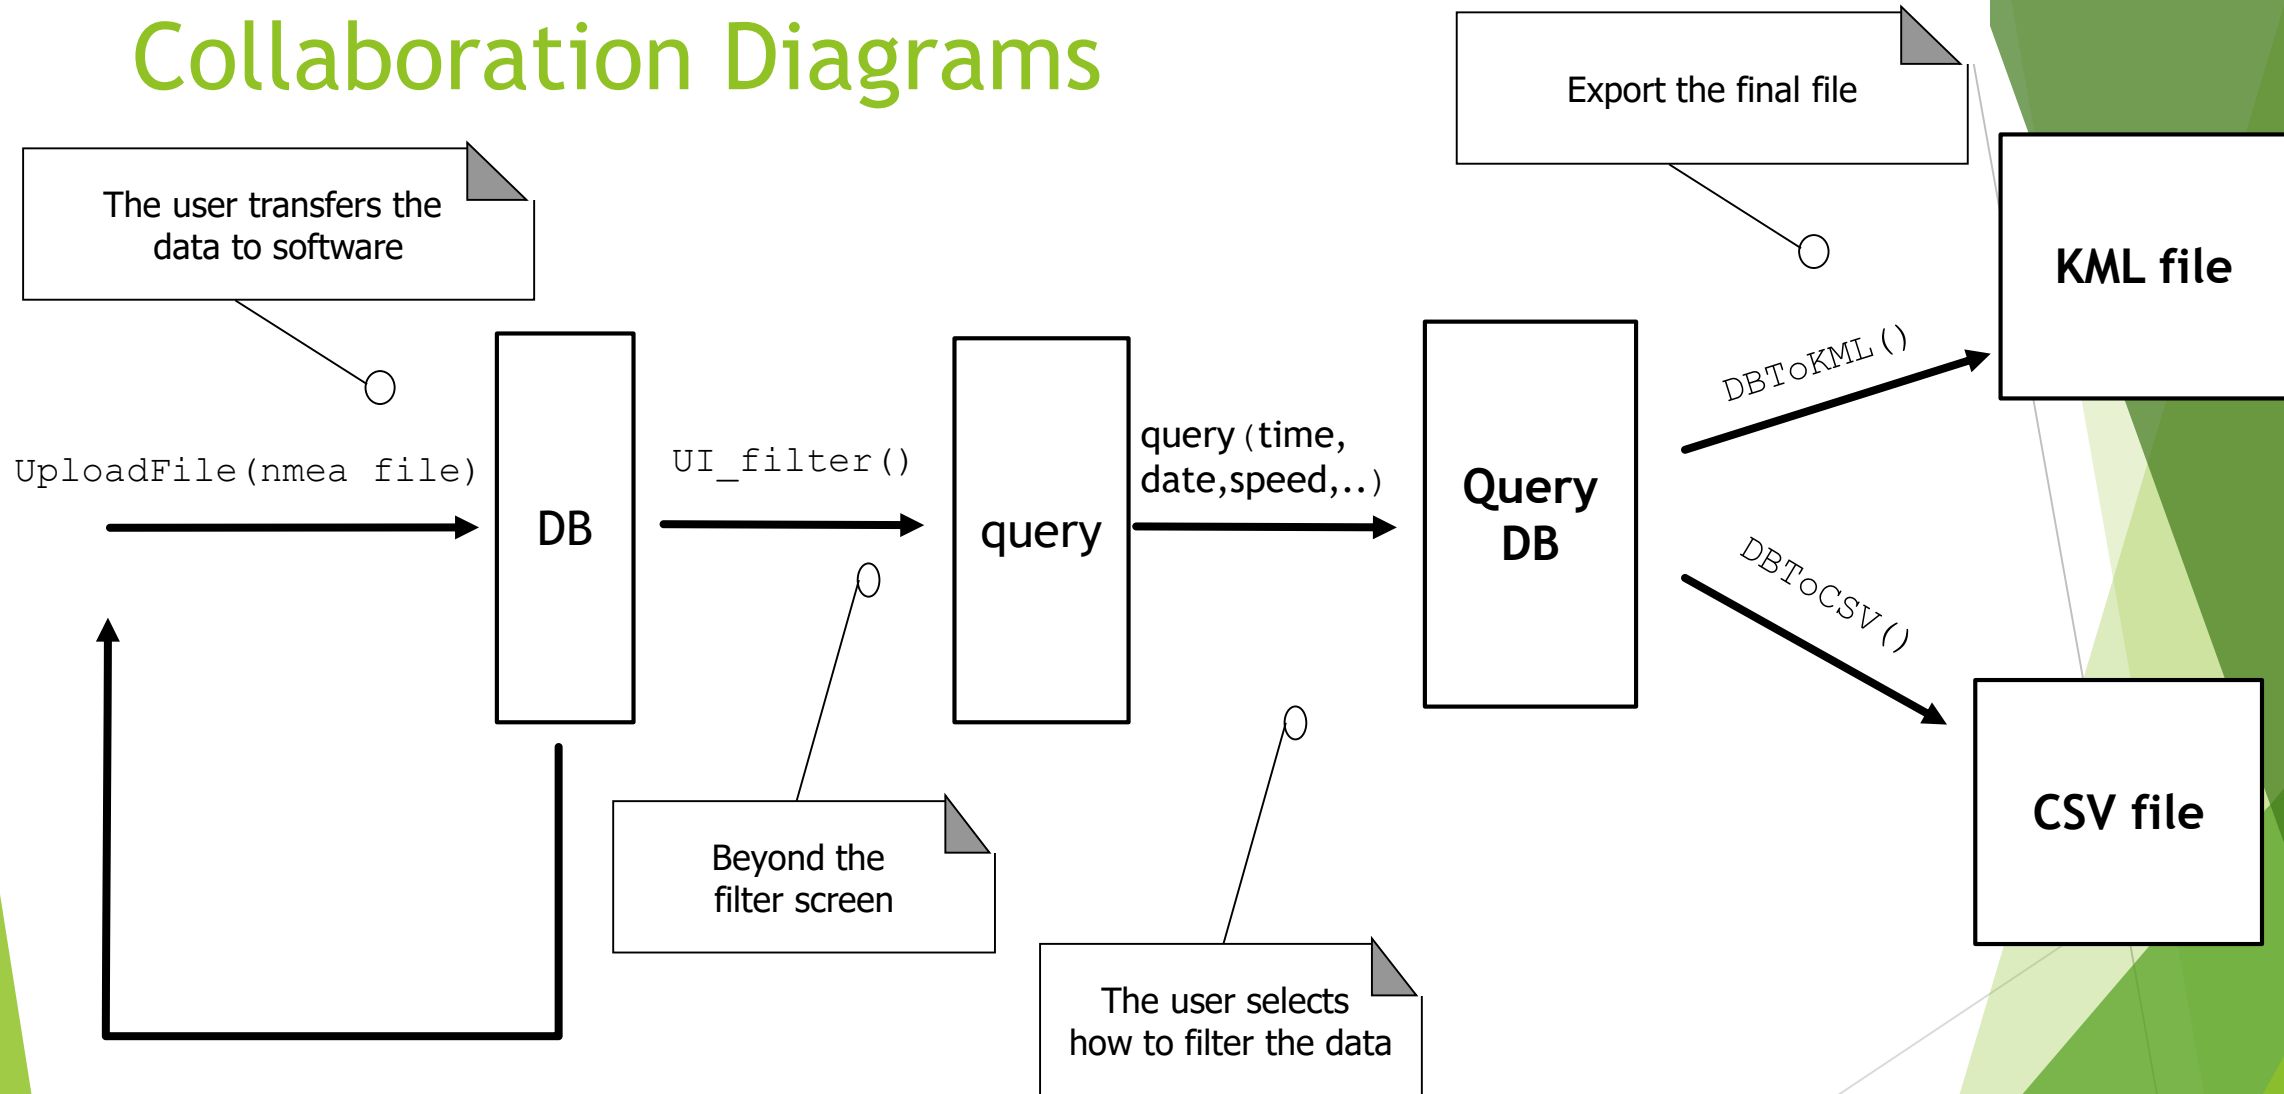 Collaboration Diagrams
Export the final file
The user transfers the
data to software
KML file
DBToKML()
UploadFile(nmea file)
DB
UI_filter()
query
query(time,
date,speed,..)
Query
DB
DBToCSV()
CSV file
Beyond the
filter screen
The user selects
how to filter the data